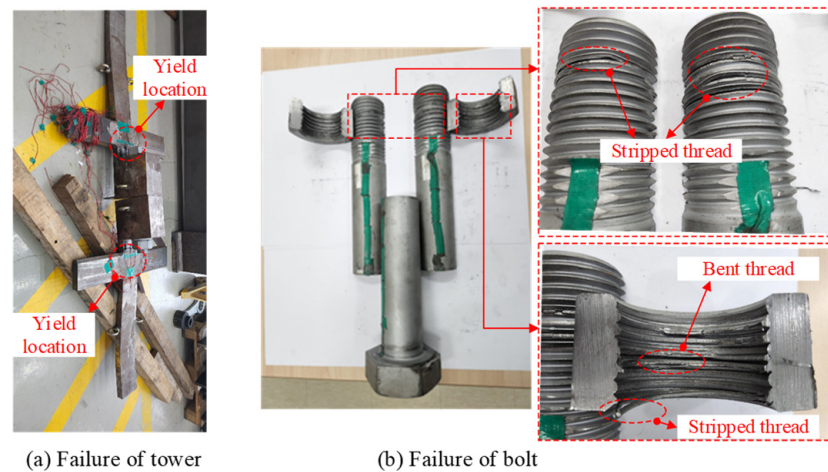 Yield
location
Yield
location
(a) Failure of tower
Stripped thread
Bent thread
Stripped thread
(b) Failure of bolt